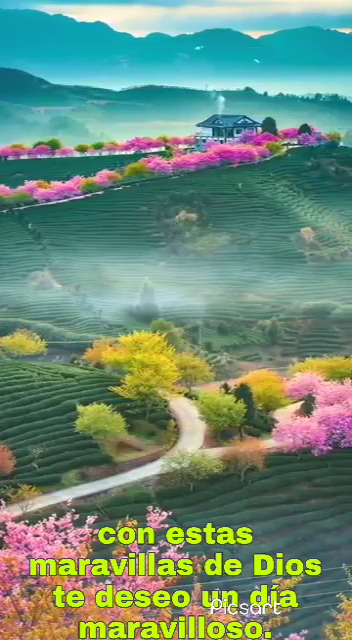 con estas
maravillas de Dios
te deseo un día
Picsart
maravilloso.